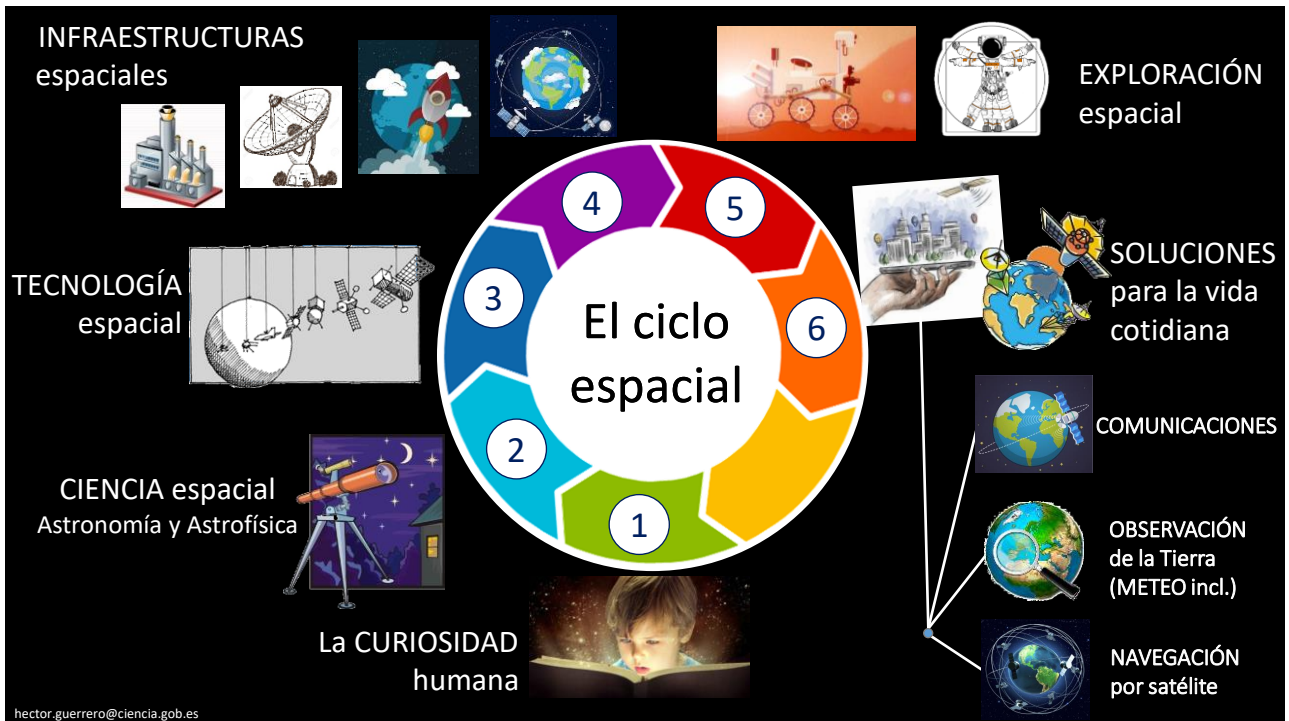 INFRAESTRUCTURAS
espaciales
EXPLORACIÓN
espacial
4
5
TECNOLOGÍA
espacial
3
El ciclo
espacial
6
SOLUCIONES
para la vida
cotidiana
2
CIENCIA espacial
Astronomía y Astrofísica
1
COMUNICACIONES
OBSERVACIÓN
de la Tierra
(METEO incl.)
La CURIOSIDAD
humana
NAVEGACIÓN
por satélite
hector.guerrero@ciencia.gob.es